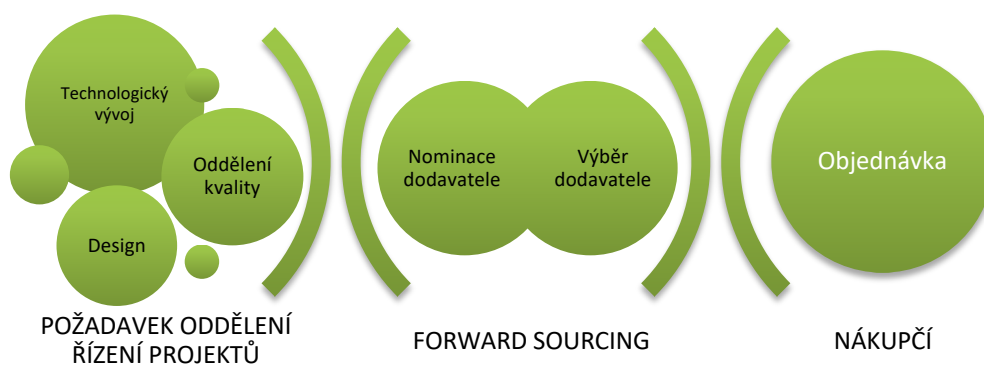 Technologický
vývoj
Oddělení
kvality
Design
POŽADAVEK ODDĚLENÍ
ŘÍZENÍ PROJEKTŮ
Nominace
dodavatele
Výběr
dodavatele
FORWARD SOURCING
Objednávka
NÁKUPČÍ